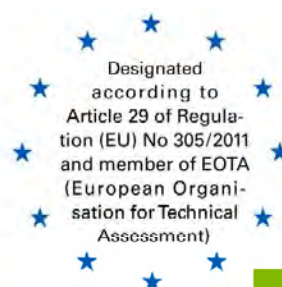 Designated
according to
Article 29 of Regula-
tion (EU) No 305/2011
and member of EOTA
(European Organi-
sation for Technical
Assessment)